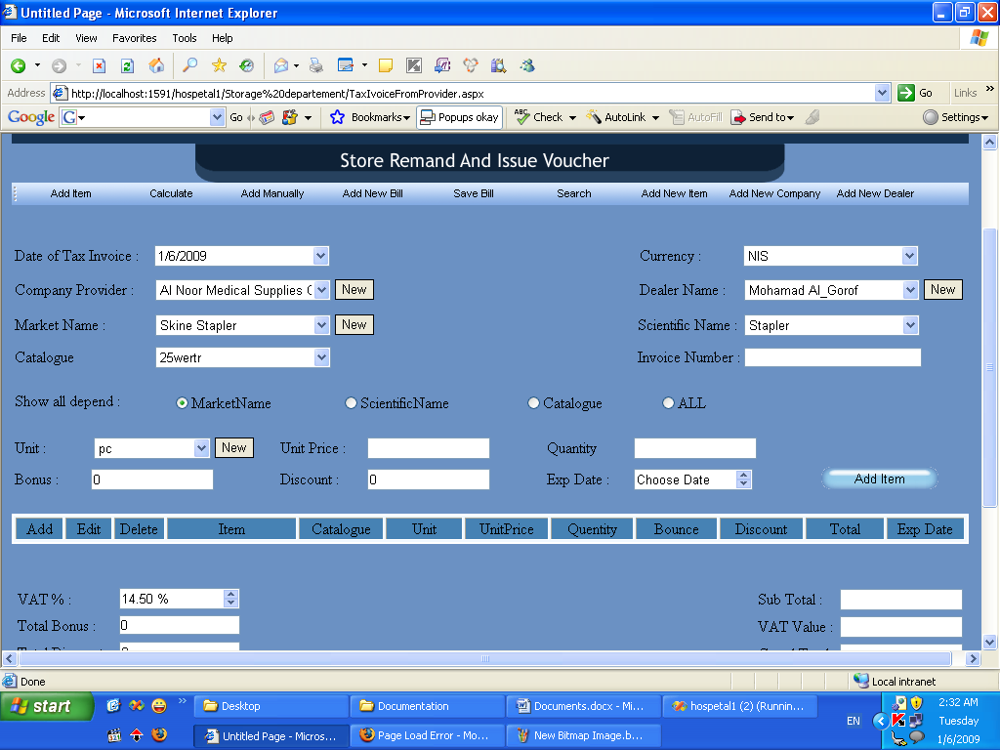 Untitled Page - Microsoft Internet Explorer
File Edit View Favorites Tools Help
Address http://localhost:1591/hospetal1/Storage%20departement/TaxIvoiceFromProvider.aspx Go Links »
Google G Go Bookmarks Popups okay ABC Check AutoLink AutoFill Send to Settings
Store Remand And Issue Voucher
Add Item Calculate Add Manually Add New Bill Save Bill Search Add New Item Add New Company Add New Dealer
Date of Tax Invoice : 1/6/2009 Currency : NIS
Company Provider : Al Noor Medical Supplies New Dealer Name : Mohamad Al_Gorof New
Market Name : Skine Stapler New Scientific Name : Stapler
Catalogue 25wertr Invoice Number :
Show all depend : MarketName ScientificName Catalogue ALL
Unit : pc New Unit Price : Quantity
Bonus : 0 Discount : 0 Exp Date : Choose Date Add Item
Add Edit Delete Item Catalogue Unit UnitPrice Quentity Bounce Discount Total Exp Date
VAT % : 14.50 % Sub Total :
Total Bonus : 0 VAT Value :
Done Local intranet
start » Desktop Documentation Documents.docx - Mi... hospetal1 (2) (Runnin... 2:32 AM
EN Tuesday
Untitled Page - Micros... Page Load Error - Mo... New Bitmap Image.b... 1/6/2009